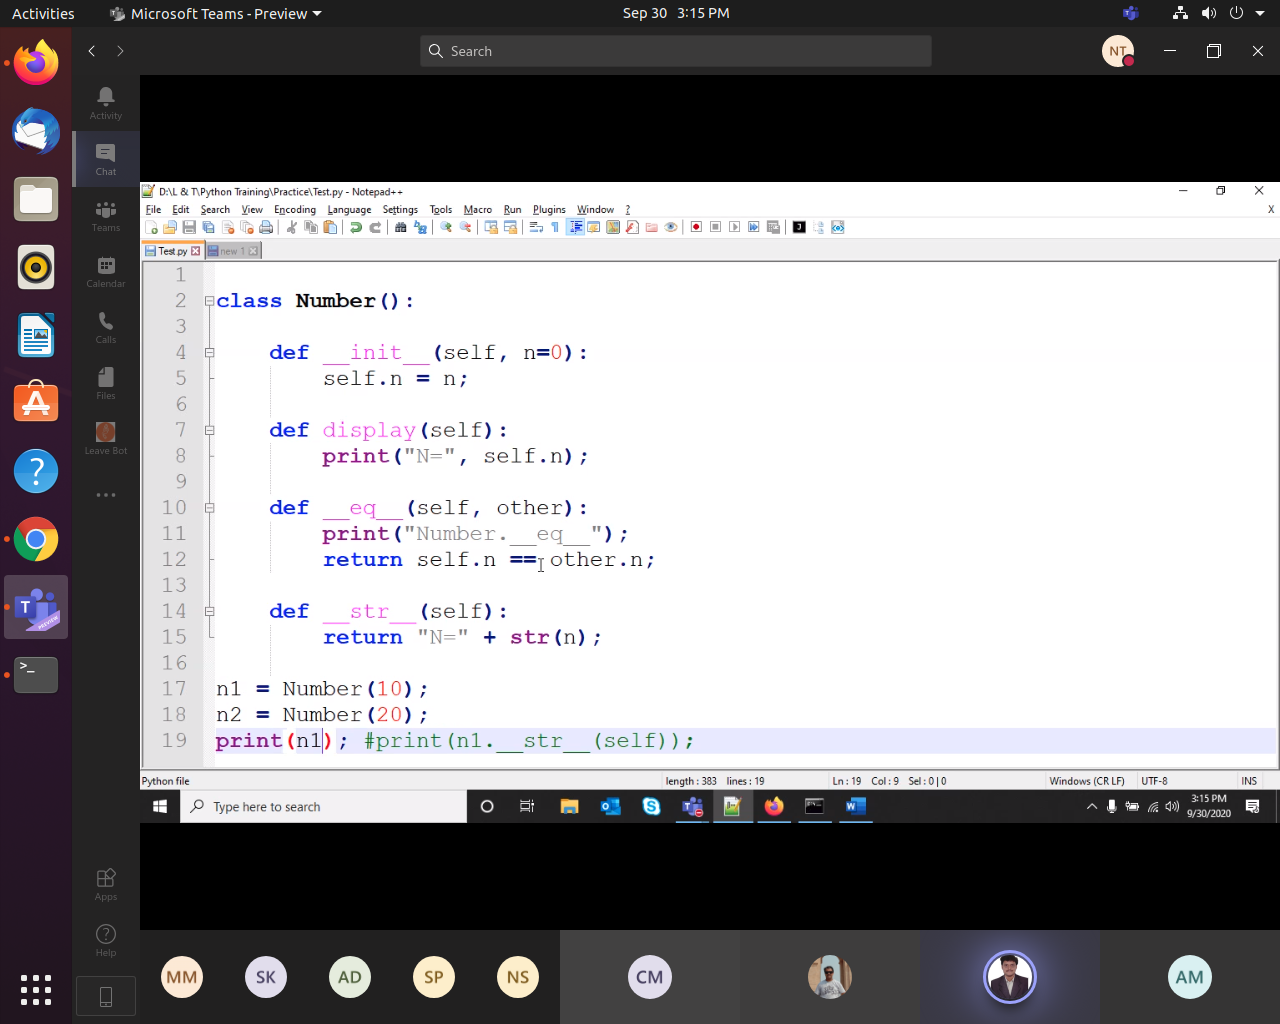 Activities
Microsoft Teams - Preview
Sep 30 3:15 PM
Search
NT
Activity
Chat
Teams
Calendar
Calls
Files
Leave Bot
Apps
Help
D:\L & T\Python Training\Practice\Test.py - Notepad++
File Edit Search View Encoding Language Settings Tools Macro Run Plugins Window ? X
Test.py new 1
1
2 class Number():
3
4 def __init__(self, n=0):
5 self.n = n;
6
7 def display(self):
8 print("N=", self.n);
9
10 def __eq__(self, other):
11 print("Number.__eq__");
12 return self.n == other.n;
13
14 def __str__(self):
15 return "N=" + str(n);
16
17 n1 = Number(10);
18 n2 = Number(20);
19 print(n1); #print(n1.__str__(self));
Python file length : 383 lines : 19 Ln : 19 Col : 9 Sel : 0 | 0 Windows (CR LF) UTF-8 INS
Type here to search
3:15 PM
9/30/2020
MM SK AD SP NS CM AM